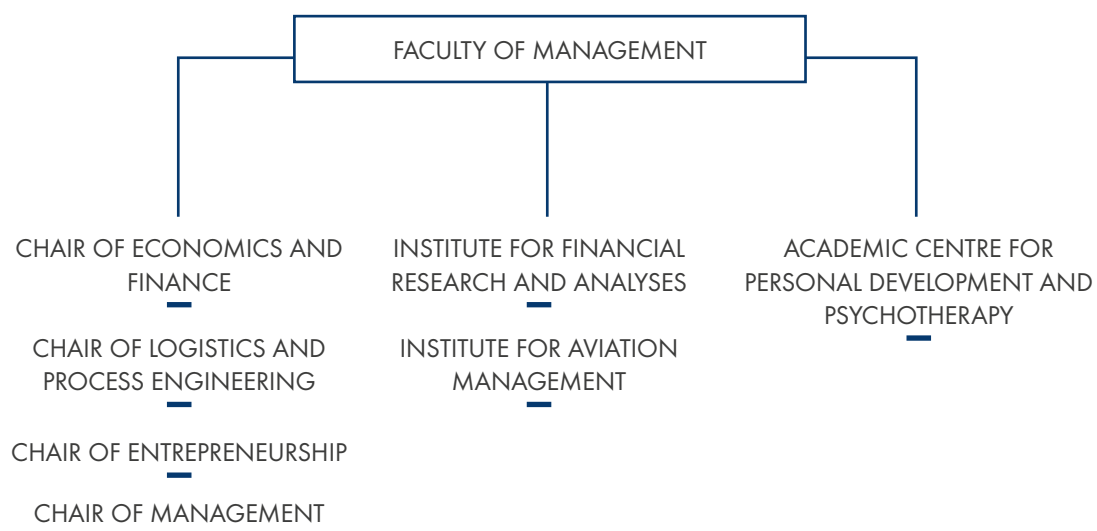 FACULTY OF MANAGEMENT
CHAIR OF ECONOMICS AND
FINANCE
CHAIR OF LOGISTICS AND
PROCESS ENGINEERING
CHAIR OF ENTREPRENEURSHIP
CHAIR OF MANAGEMENT
INSTITUTE FOR FINANCIAL
RESEARCH AND ANALYSES
INSTITUTE FOR AVIATION
MANAGEMENT
ACADEMIC CENTRE FOR
PERSONAL DEVELOPMENT AND
PSYCHOTHERAPY